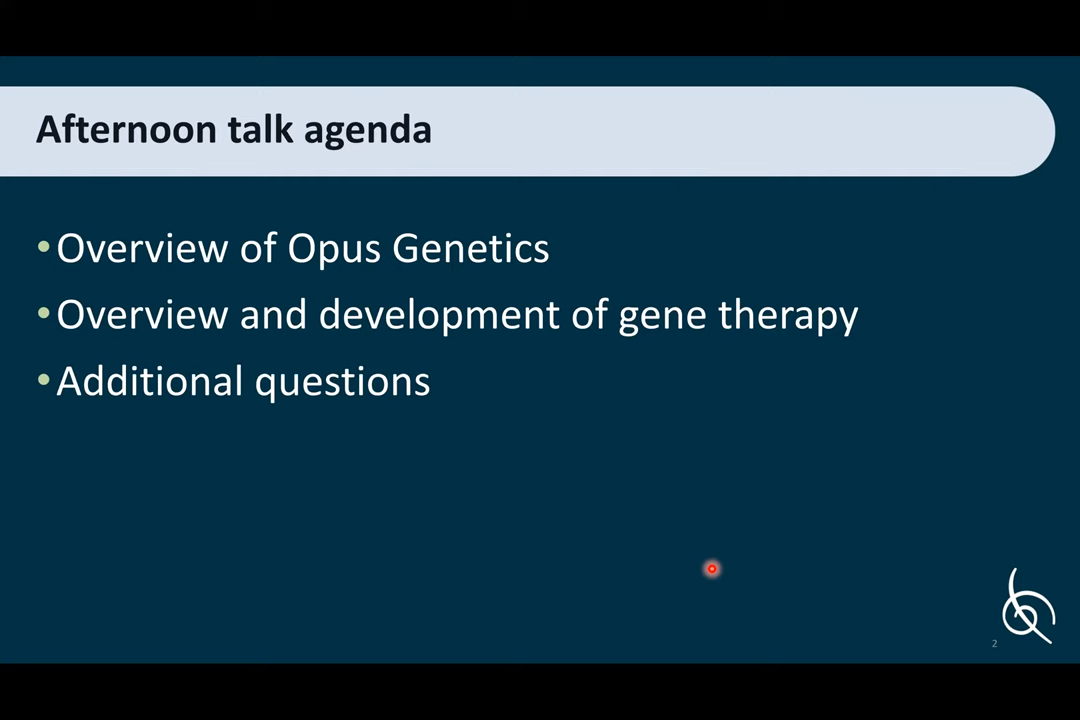 Afternoon talk agenda
•Overview of Opus Genetics
•Overview and development of gene therapy
•Additional questions
2